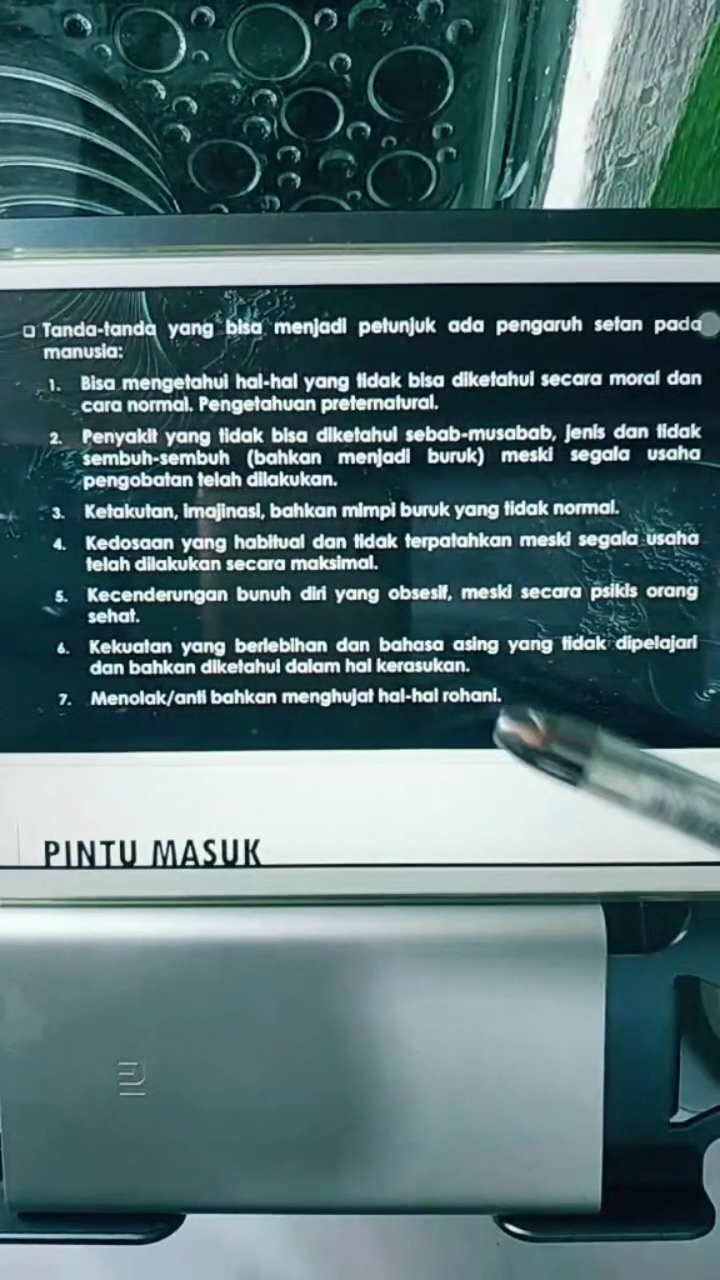 ❑ Tanda-tanda yang bisa menjadi petunjuk ada pengaruh setan pada
manusia:
1. Bisa mengetahui hal-hal yang tidak bisa diketahui secara moral dan
cara normal. Pengetahuan preternatural.
2. Penyakit yang tidak bisa diketahui sebab-musabab, jenis dan tidak
sembuh-sembuh (bahkan menjadi buruk) meski segala usaha
pengobatan telah dilakukan.
3. Ketakutan, imajinasi, bahkan mimpi buruk yang tidak normal.
4. Kedosaan yang habitual dan tidak terpatahkan meski segala usaha
telah dilakukan secara maksimal.
5. Kecenderungan bunuh diri yang obsesif, meski secara psikis orang
sehat.
6. Kekuatan yang berlebihan dan bahasa asing yang tidak dipelajari
dan bahkan diketahui dalam hal kerasukan.
7. Menolak/anti bahkan menghujat hal-hal rohani.
PINTU MASUK